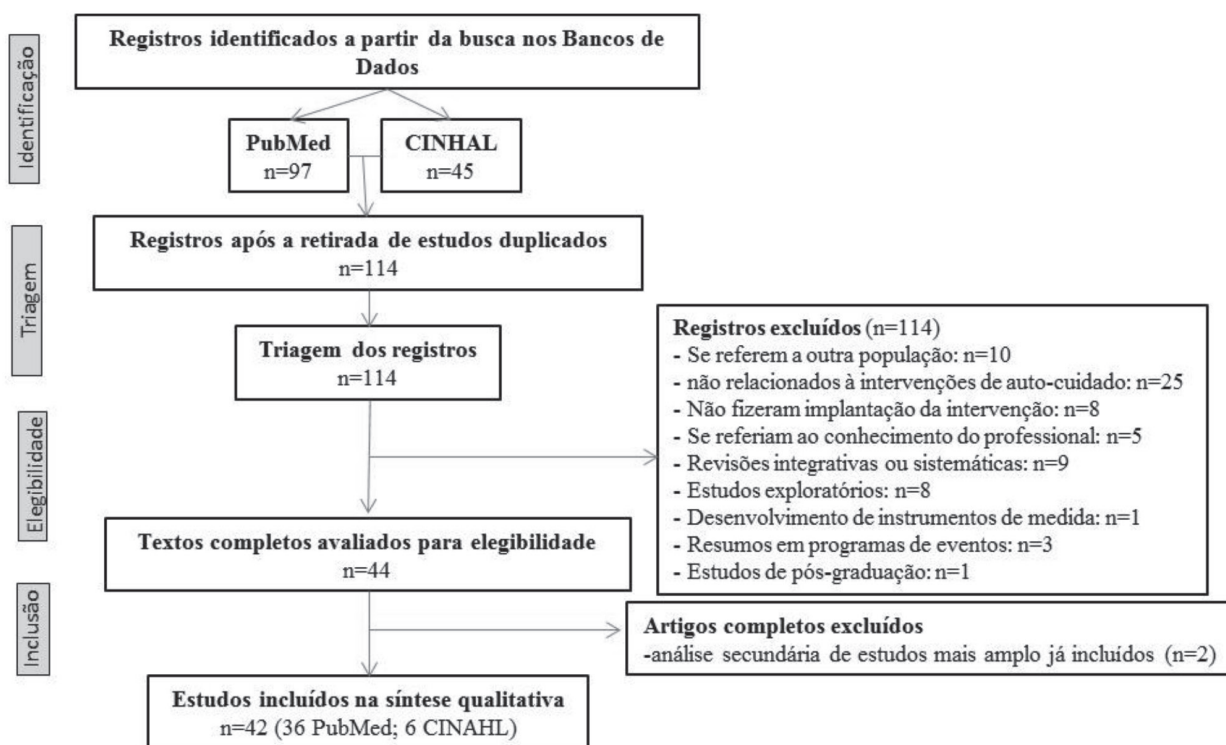 Identificação
Registros identificados a partir da busca nos Bancos de
Dados
PubMed
n=97
CINHAL
n=45
Triagem
Registros após a retirada de estudos duplicados
n=114
Triagem dos registros
n=114
Registros excluídos (n=114)
- Se referem a outra população: n=10
- não relacionados à intervenções de auto-cuidado: n=25
- Não fizeram implantação da intervenção: n=8
- Se referiam ao conhecimento do professional: n=5
- Revisões integrativas ou sistemáticas: n=9
- Estudos exploratórios: n=8
- Desenvolvimento de instrumentos de medida: n=1
- Resumos em programas de eventos: n=3
- Estudos de pós-graduação: n=1
Elegibilidade
Textos completos avaliados para elegibilidade
n=44
Inclusão
Artigos completos excluídos
-análise secundária de estudos mais amplo já incluídos (n=2)
Estudos incluídos na síntese qualitativa
n=42 (36 PubMed; 6 CINAHL)